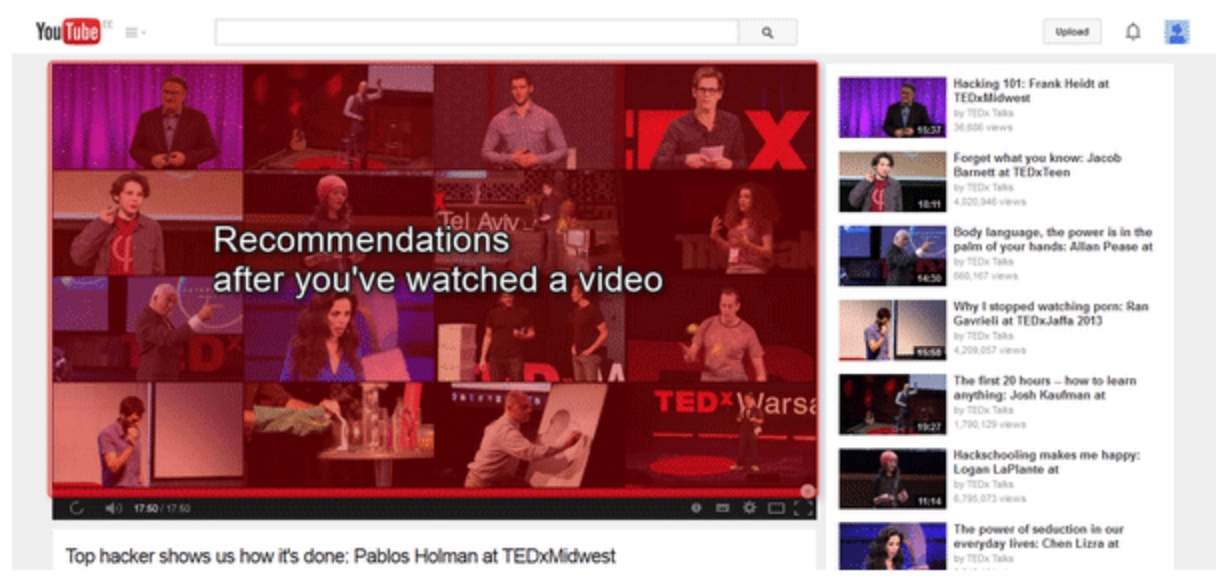 YouTube EE
Upload
Tel Aviv
Recommendations
after you've watched a video
TEDx
TEDxWarsa
17:50 / 17:50
Top hacker shows us how it's done: Pablos Holman at TEDxMidwest
15:37
Hacking 101: Frank Heidt at
TEDxMidwest
by TEDx Talks
36,686 views
18:11
Forget what you know: Jacob
Barnett at TEDxTeen
by TEDx Talks
4,020,946 views
14:30
Body language, the power is in the
palm of your hands: Allan Pease at
by TEDx Talks
660,167 views
15:58
Why I stopped watching porn: Ran
Gavrieli at TEDxJaffa 2013
by TEDx Talks
4,209,057 views
19:27
The first 20 hours – how to learn
anything: Josh Kaufman at
by TEDx Talks
1,790,129 views
11:14
Hackschooling makes me happy:
Logan LaPlante at
by TEDx Talks
6,795,073 views
The power of seduction in our
everyday lives: Chen Lizra at
by TEDx Talks